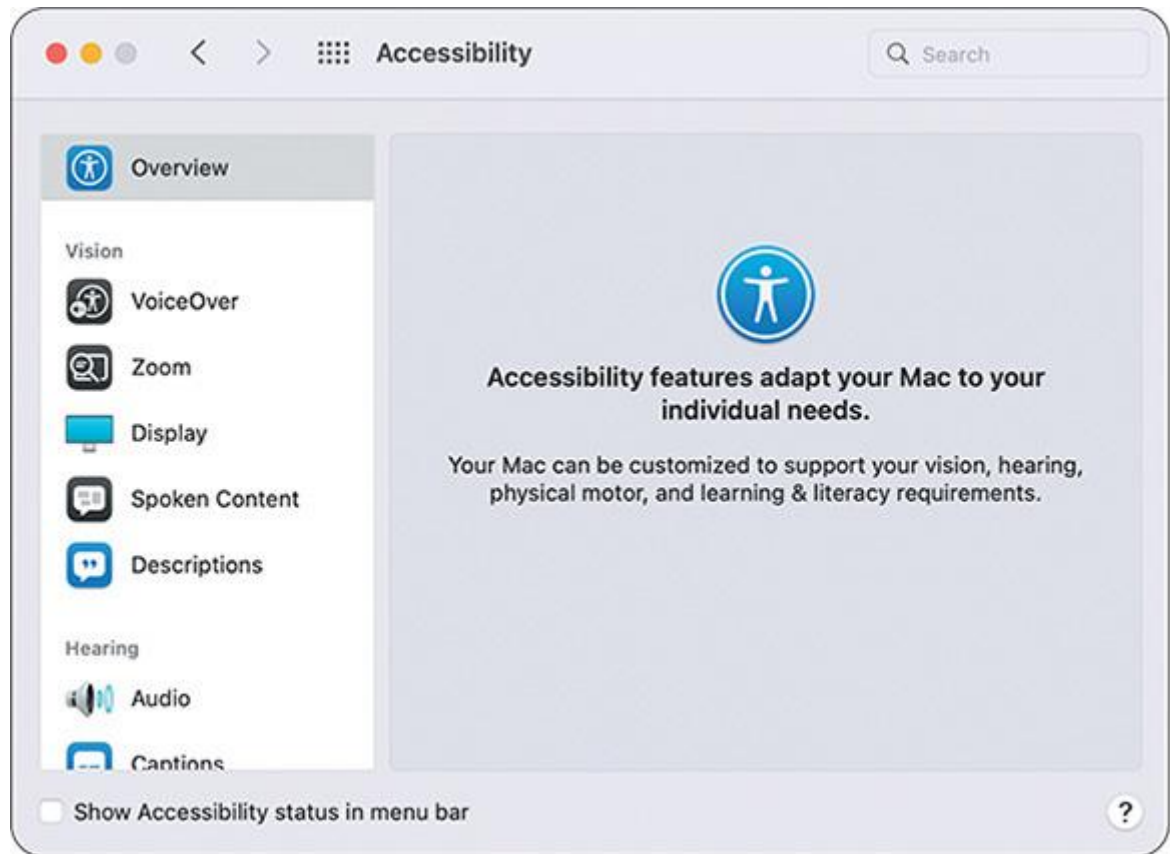 Accessibility
Search
Overview
Vision
VoiceOver
Zoom
Display
Spoken Content
Descriptions
Hearing
Audio
Captions
Accessibility features adapt your Mac to your
individual needs.
Your Mac can be customized to support your vision, hearing,
physical motor, and learning & literacy requirements.
Show Accessibility status in menu bar
?